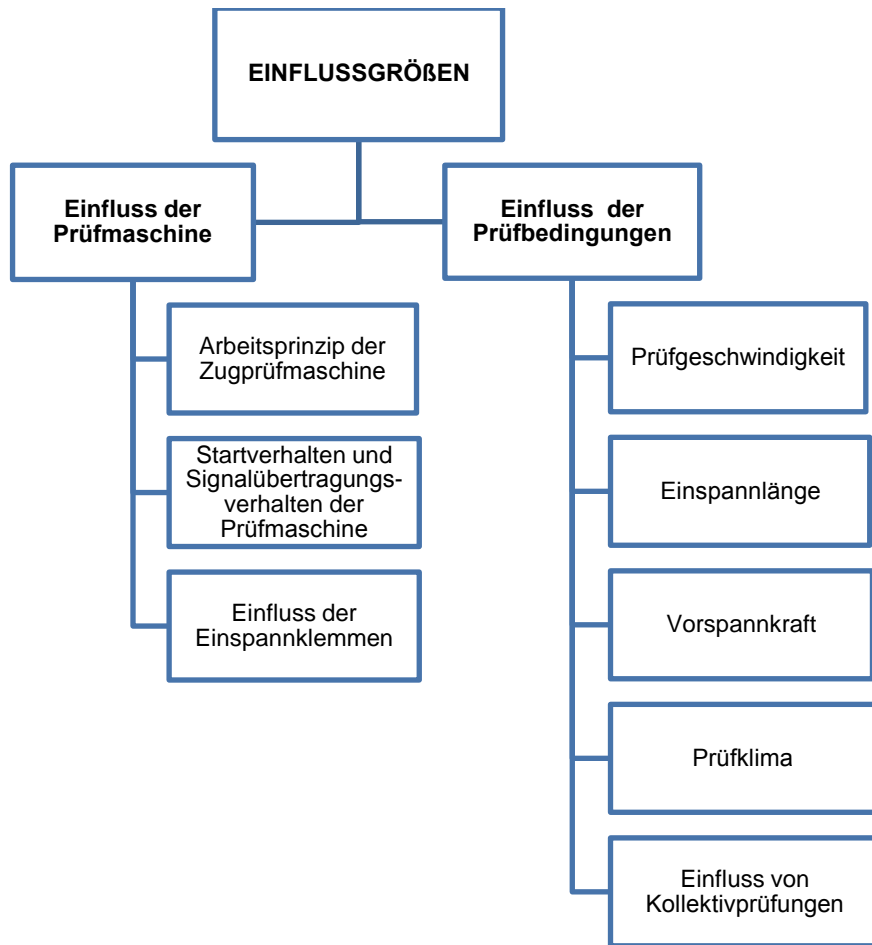 EINFLUSSGRÖßEN
Einfluss der
Prüfmaschine
Arbeitsprinzip der
Zugprüfmaschine
Startverhalten und
Signalübertragungs-
verhalten der
Prüfmaschine
Einfluss der
Einspannklemmen
Einfluss der
Prüfbedingungen
Prüfgeschwindigkeit
Einspannlänge
Vorspannkraft
Prüfklima
Einfluss von
Kollektivprüfungen